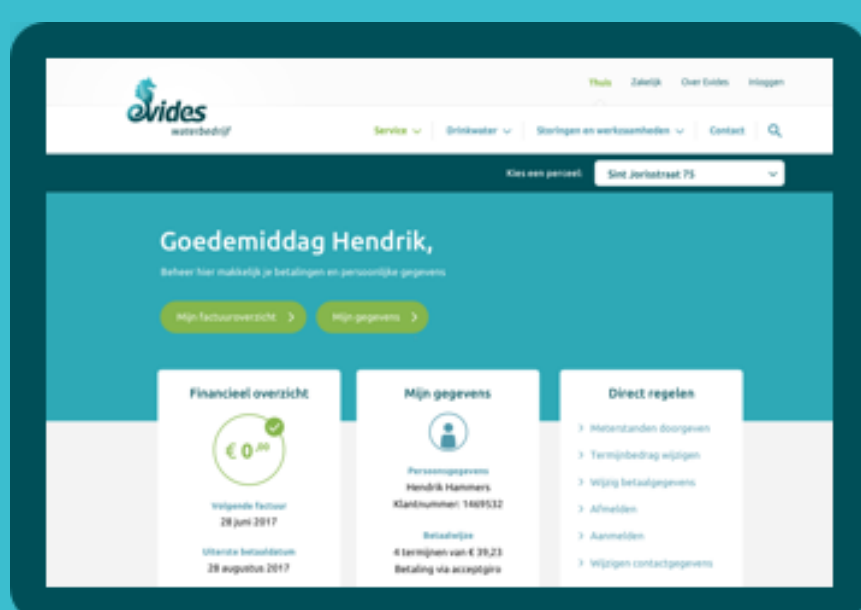 evides
waterbedrijf
Thuis Zakelijk Over Evides Inloggen
Service Drinkwater Storingen en werkzaamheden Contact
Kies een perceel: Sint Jorisstraat 75
Goedemiddag Hendrik,
Beheer hier makkelijk je betalingen en persoonlijke gegevens
Mijn factuuroverzicht Mijn gegevens
Financieel overzicht
€ 0,00
Volgende factuur
28 juni 2017
Uiterste betaaldatum
28 augustus 2017
Mijn gegevens
Persoonsgegevens
Hendrik Hammers
Klantnummer: 1469532
Betaalwijze
4 termijnen van € 39,23
Betaling via acceptgiro
Direct regelen
Meterstanden doorgeven
Termijnbedrag wijzigen
Wijzig betaalgegevens
Afmelden
Aanmelden
Wijzigen contactgegevens